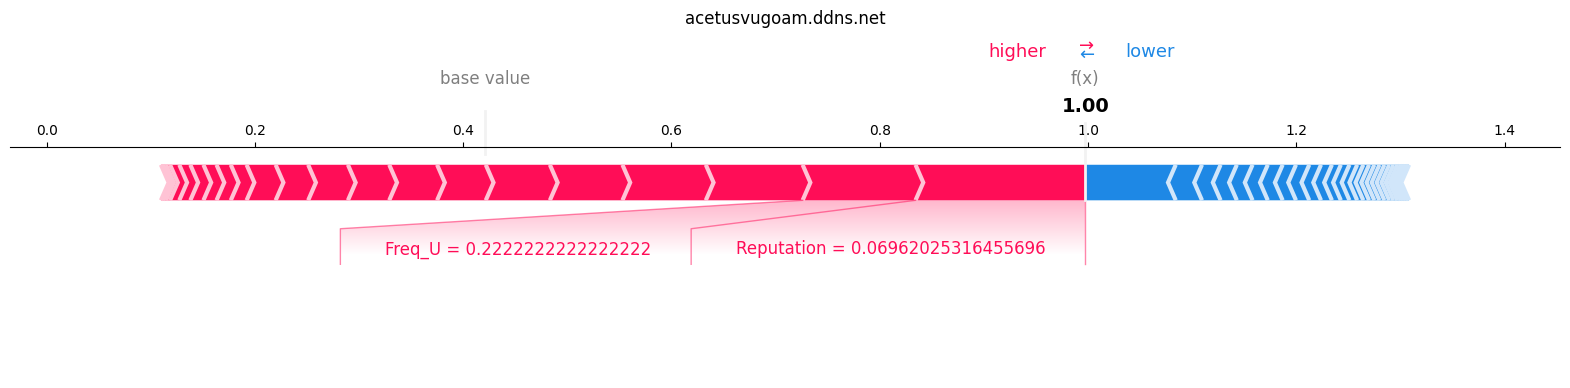 acetusvugoam.ddns.net
higher → ← lower
base value f(x)
1.00
0.0 0.2 0.4 0.6 0.8 1.0 1.2 1.4
Freq_U = 0.2222222222222222 Reputation = 0.06962025316455696